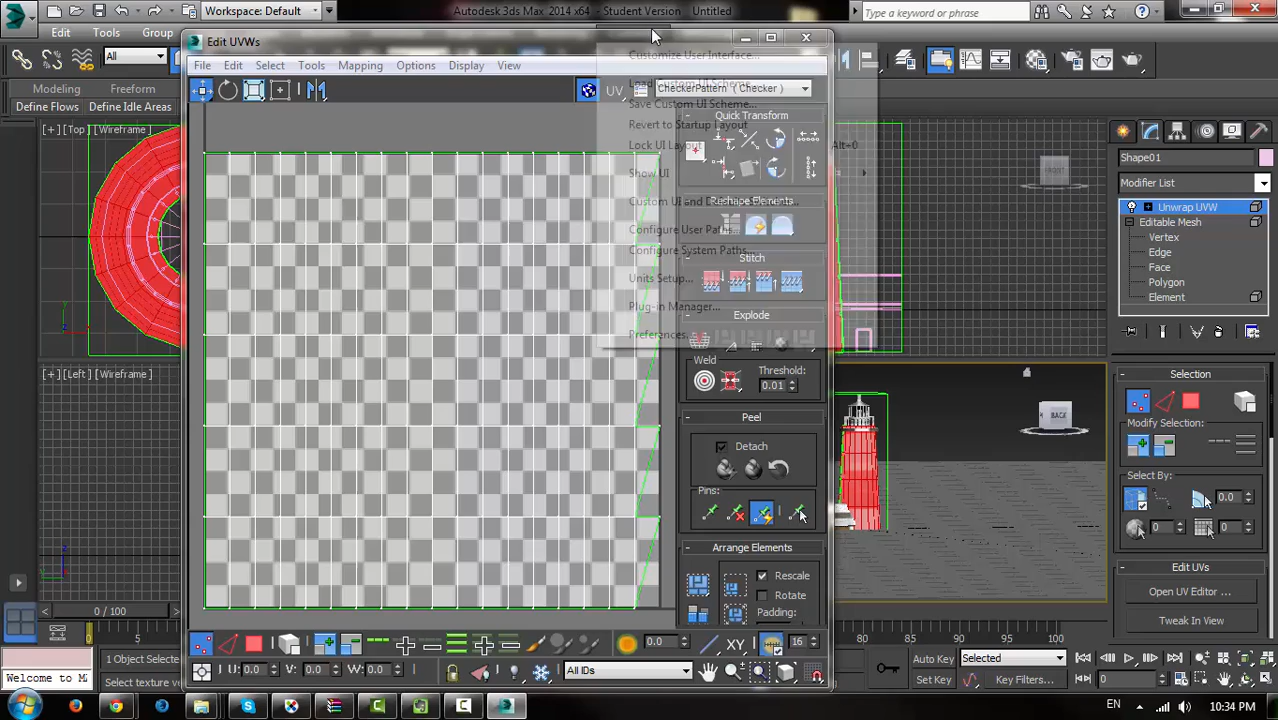 Workspace: Default
Autodesk 3ds Max 2014 x64 - Student Version Untitled
Type a keyword or phrase
Edit
Tools
Group
All
Modeling
Freeform
Define Flows
Define Idle Areas
[+] [Top] [Wireframe]
[+] [Left] [Wireframe]
Edit UVWs
File
Edit
Select
Tools
Mapping
Options
Display
View
UV
CheckerPattern ( Checker )
Customize User Interface...
Load Custom UI Scheme...
Save Custom UI Scheme...
Revert to Startup Layout
Lock UI Layout
Alt+0
Show UI
Custom UI and
Configure User Paths...
Configure System Paths...
Units Setup...
Plug-in Manager...
Preferences...
Quick Transform
Reshape Elements
Stitch
Explode
Weld
Threshold:
0.01
Peel
Detach
Pins:
Arrange Elements
Rescale
Rotate
Padding:
0.0
XY
16
U: 0.0
V: 0.0
W: 0.0
All IDs
FRONT
BACK
Shape01
Modifier List
Unwrap UVW
Editable Mesh
Vertex
Edge
Face
Polygon
Element
Selection
Modify Selection:
Select By:
0.0
0
0
Edit UVs
Open UV Editor ...
Tweak In View
0 / 100
0
5
80
85
90
95
100
1 Object Selecte
Welcome to M
Select texture ve
Auto Key
Selected
Set Key
Key Filters...
0
EN
10:34 PM